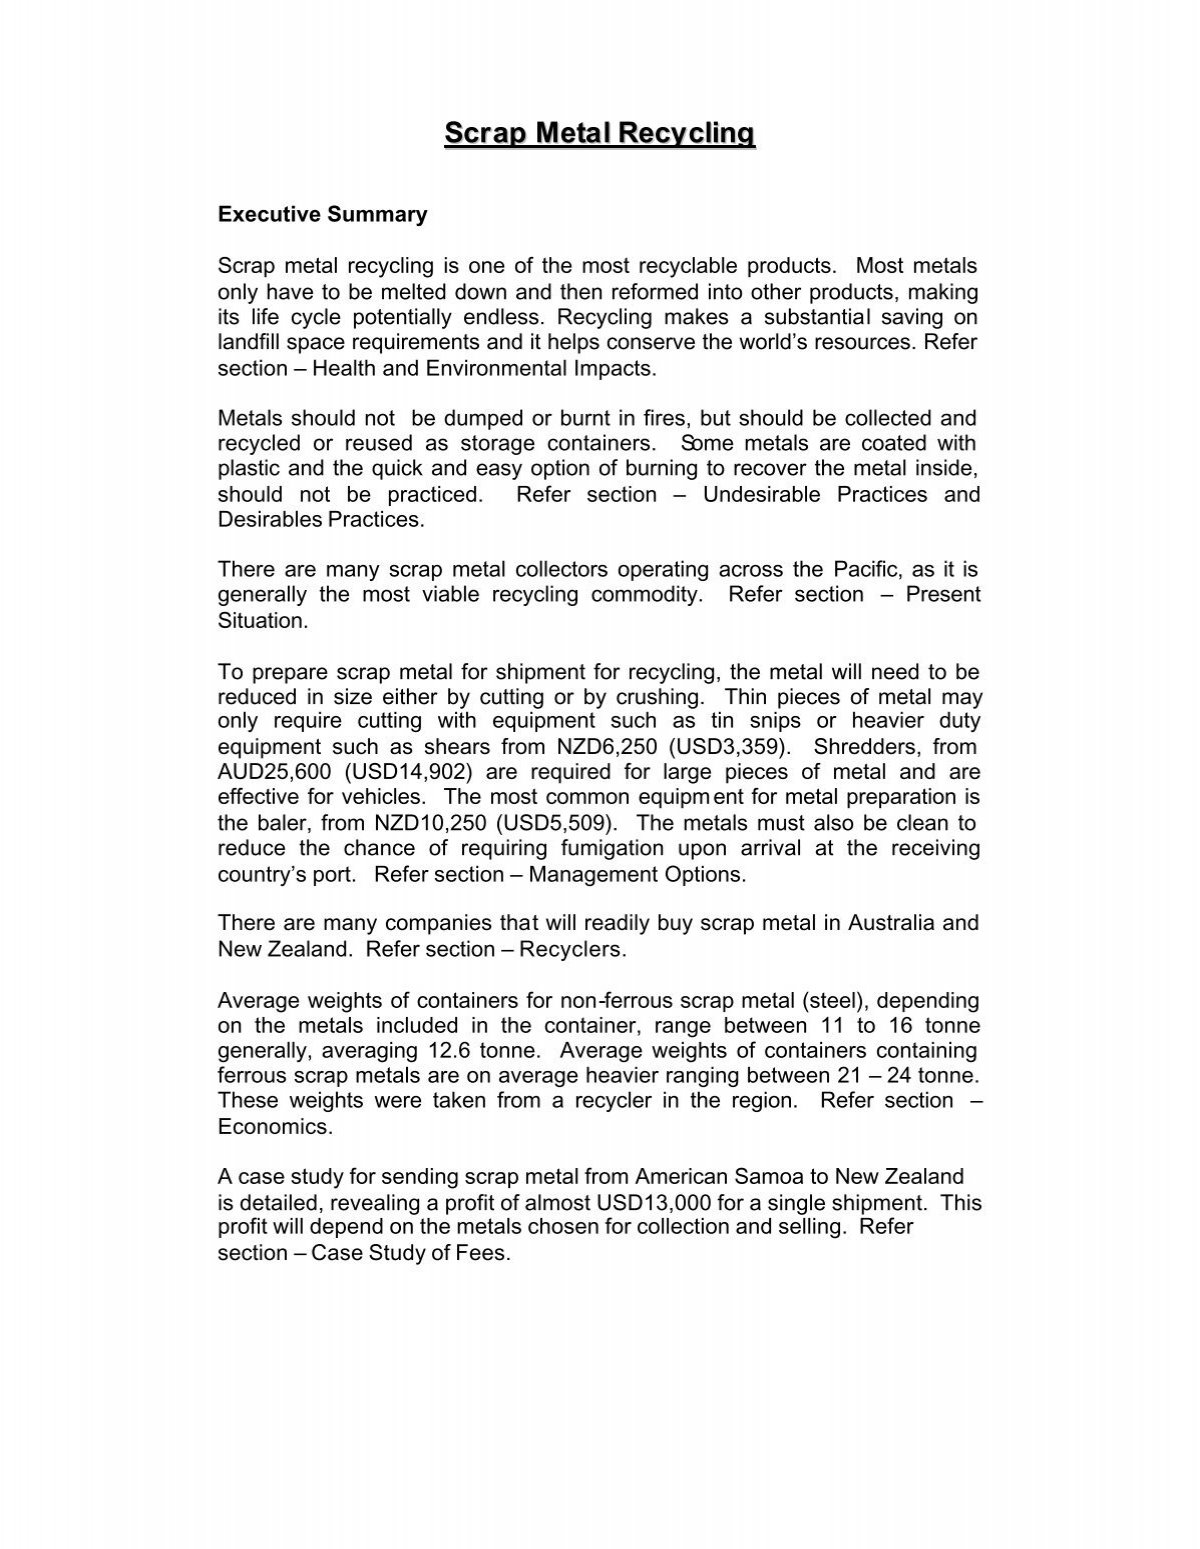 Scrap Metal Recycling
Executive Summary
Scrap metal recycling is one of the most recyclable products. Most metals
only have to be melted down and then reformed into other products, making
its life cycle potentially endless. Recycling makes a substantial saving on
landfill space requirements and it helps conserve the world's resources. Refer
section – Health and Environmental Impacts.
Metals should not be dumped or burnt in fires, but should be collected and
recycled or reused as storage containers. Some metals are coated with
plastic and the quick and easy option of burning to recover the metal inside,
should not be practiced. Refer section – Undesirable Practices and
Desirables Practices.
There are many scrap metal collectors operating across the Pacific, as it is
generally the most viable recycling commodity. Refer section – Present
Situation.
To prepare scrap metal for shipment for recycling, the metal will need to be
reduced in size either by cutting or by crushing. Thin pieces of metal may
only require cutting with equipment such as tin snips or heavier duty
equipment such as shears from NZD6,250 (USD3,359). Shredders, from
AUD25,600 (USD14,902) are required for large pieces of metal and are
effective for vehicles. The most common equipment for metal preparation is
the baler, from NZD10,250 (USD5,509). The metals must also be clean to
reduce the chance of requiring fumigation upon arrival at the receiving
country's port. Refer section – Management Options.
There are many companies that will readily buy scrap metal in Australia and
New Zealand. Refer section – Recyclers.
Average weights of containers for non-ferrous scrap metal (steel), depending
on the metals included in the container, range between 11 to 16 tonne
generally, averaging 12.6 tonne. Average weights of containers containing
ferrous scrap metals are on average heavier ranging between 21 – 24 tonne.
These weights were taken from a recycler in the region. Refer section –
Economics.
A case study for sending scrap metal from American Samoa to New Zealand
is detailed, revealing a profit of almost USD13,000 for a single shipment. This
profit will depend on the metals chosen for collection and selling. Refer
section – Case Study of Fees.